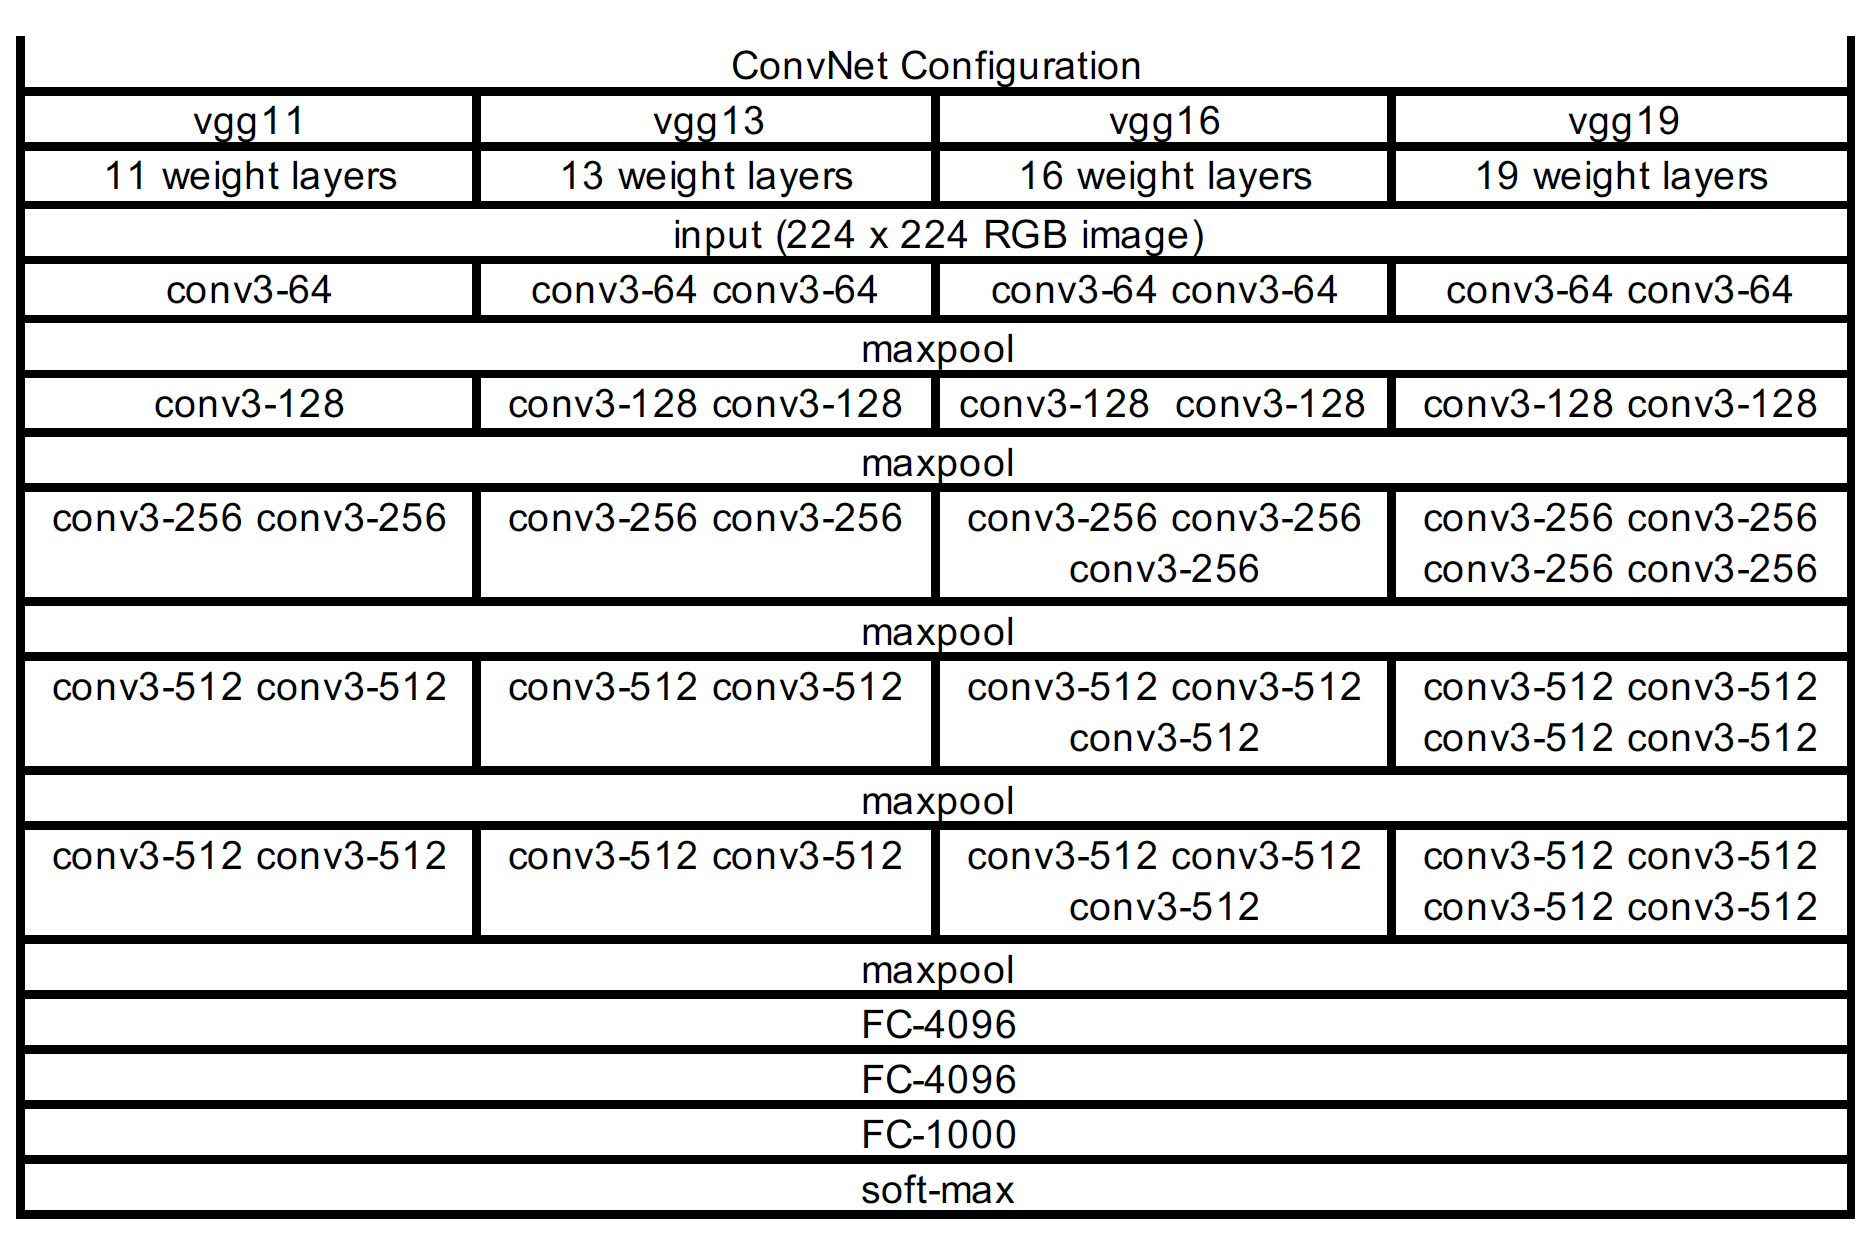 ConvNet Configuration
vgg11 vgg13 vgg16 vgg19
11 weight layers 13 weight layers 16 weight layers 19 weight layers
input (224 x 224 RGB image)
conv3-64 conv3-64 conv3-64 conv3-64 conv3-64 conv3-64 conv3-64
maxpool
conv3-128 conv3-128 conv3-128 conv3-128 conv3-128 conv3-128 conv3-128
maxpool
conv3-256 conv3-256 conv3-256 conv3-256 conv3-256 conv3-256 conv3-256 conv3-256
conv3-256 conv3-256 conv3-256
maxpool
conv3-512 conv3-512 conv3-512 conv3-512 conv3-512 conv3-512 conv3-512 conv3-512
conv3-512 conv3-512 conv3-512
maxpool
conv3-512 conv3-512 conv3-512 conv3-512 conv3-512 conv3-512 conv3-512 conv3-512
conv3-512 conv3-512 conv3-512
maxpool
FC-4096
FC-4096
FC-1000
soft-max